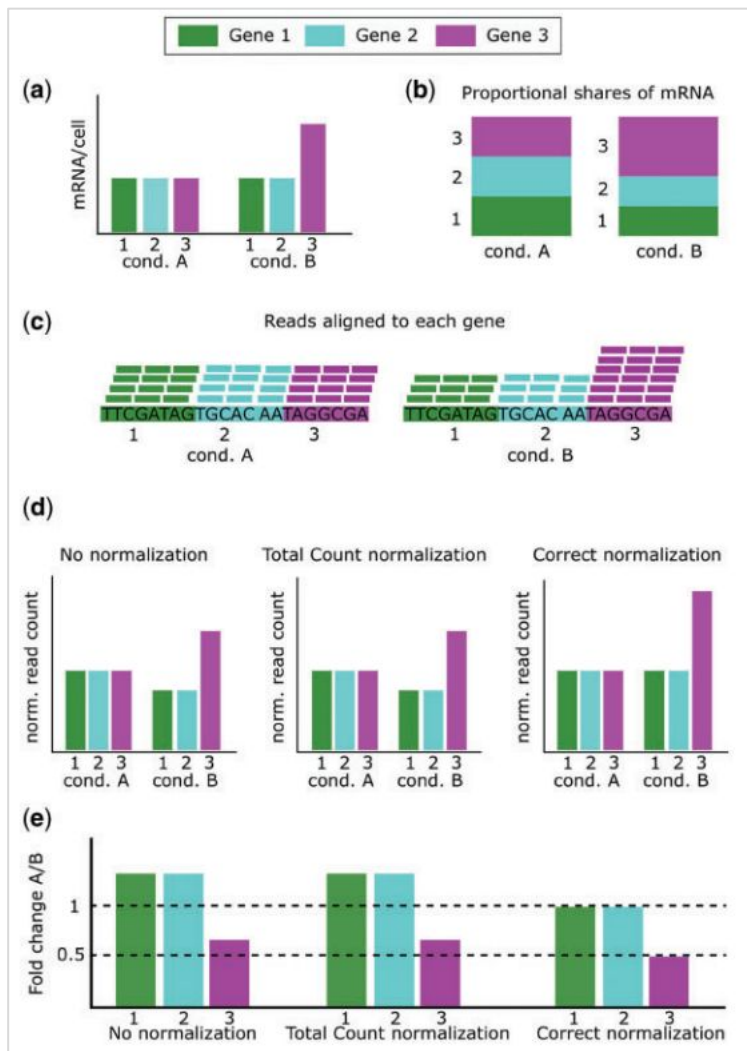 Gene 1 Gene 2 Gene 3
(a)
mRNA/cell
1 2 3 1 2 3
cond. A cond. B
(b) Proportional shares of mRNA
3
2
1
cond. A
3
2
1
cond. B
(c)
Reads aligned to each gene
TTCGATAGTGCAC AATAGGCGA
1 2 3
cond. A
TTCGATAGTGCAC AATAGGCGA
1 2 3
cond. B
(d)
No normalization
norm. read count
1 2 3 1 2 3
cond. A cond. B
Total Count normalization
norm. read count
1 2 3 1 2 3
cond. A cond. B
Correct normalization
norm. read count
1 2 3 1 2 3
cond. A cond. B
(e)
Fold change A/B
1
0.5
1 2 3 1 2 3 1 2 3
No normalization Total Count normalization Correct normalization